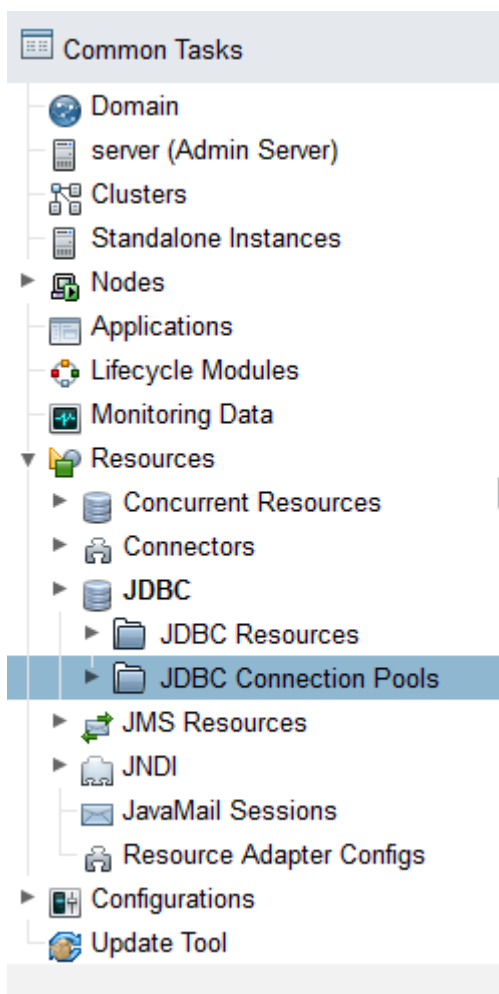 Common Tasks
Domain
server (Admin Server)
Clusters
Standalone Instances
Nodes
Applications
Lifecycle Modules
Monitoring Data
Resources
Concurrent Resources
Connectors
JDBC
JDBC Resources
JDBC Connection Pools
JMS Resources
JNDI
JavaMail Sessions
Resource Adapter Configs
Configurations
Update Tool